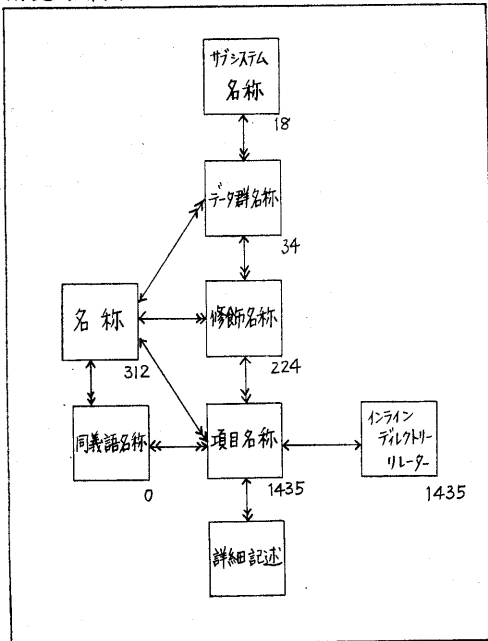 サブシステム
名称
18
データ群名称
34
名称
312
修飾名称
224
同義語名称
0
項目名称
1435
インライン
ディレクトリー
リレーター
1435
詳細記述